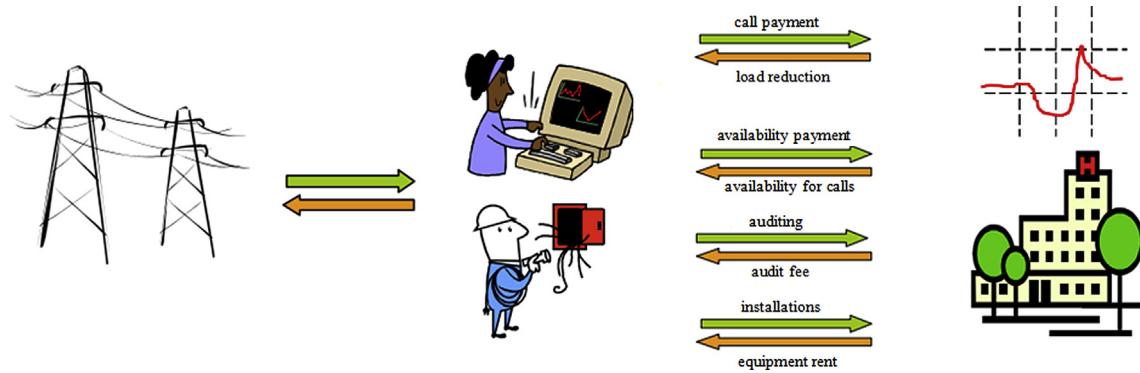 call payment
load reduction
availability payment
availability for calls
auditing
audit fee
installations
equipment rent
H